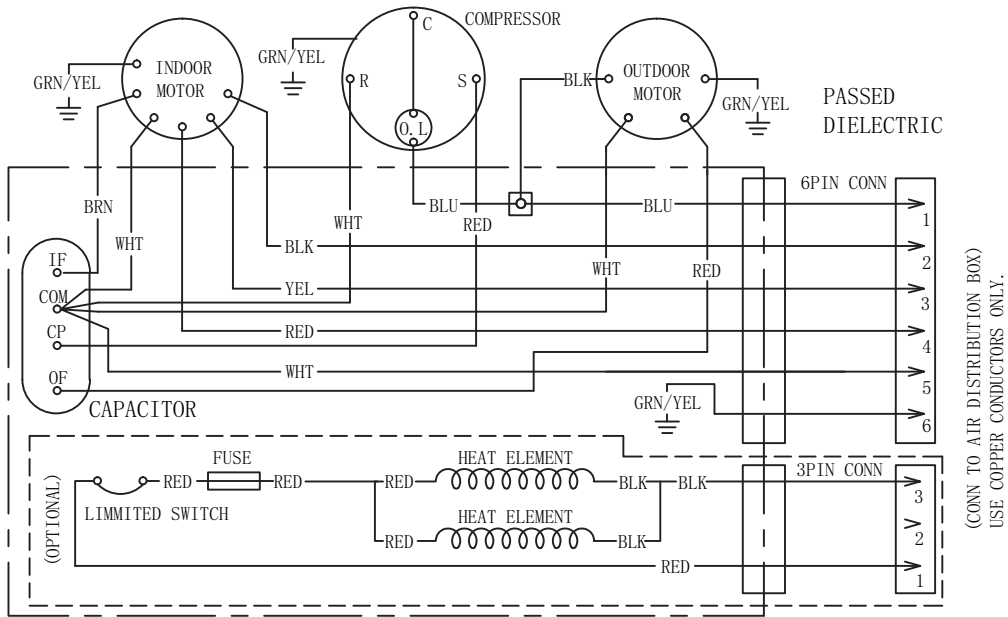 COMPRESSOR
C
R
S
O.L
INDOOR
MOTOR
OUTDOOR
MOTOR
GRN/YEL
GRN/YEL
BLK
GRN/YEL
PASSED
DIELECTRIC
6PIN CONN
BRN
WHT
WHT
BLU
RED
BLU
1
BLK
2
WHT
RED
IF
COM
CP
OF
CAPACITOR
YEL
3
RED
4
WHT
5
GRN/YEL
6
(CONN TO AIR DISTRIBUTION BOX)
USE COPPER CONDUCTORS ONLY.
(OPTIONAL)
LIMMITED SWITCH
RED
FUSE
RED
RED
HEAT ELEMENT
BLK
BLK
RED
HEAT ELEMENT
BLK
RED
3PIN CONN
3
2
1